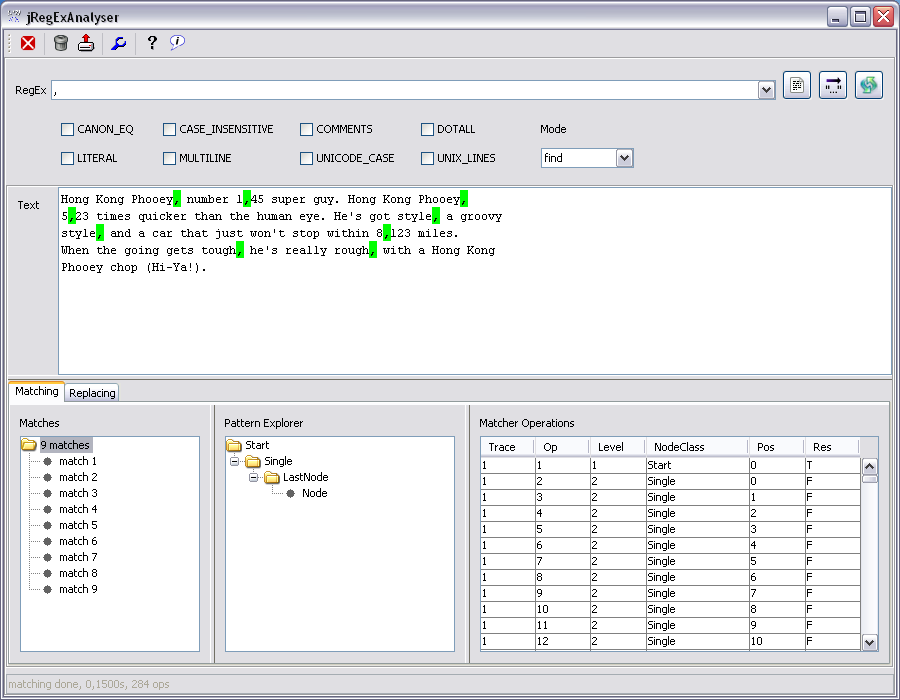 jRegExAnalyser
RegEx ,
CANON_EQ CASE_INSENSITIVE COMMENTS DOTALL Mode
LITERAL MULTILINE UNICODE_CASE UNIX_LINES find
Text
Hong Kong Phooey, number 1,45 super guy. Hong Kong Phooey,
5,23 times quicker than the human eye. He's got style, a groovy
style, and a car that just won't stop within 8,123 miles.
When the going gets tough, he's really rough, with a Hong Kong
Phooey chop (Hi-Ya!).
Matching Replacing
Matches
9 matches
match 1
match 2
match 3
match 4
match 5
match 6
match 7
match 8
match 9
Pattern Explorer
Start
Single
LastNode
Node
Matcher Operations
Trace Op Level NodeClass Pos Res
1 1 1 Start 0 T
1 2 2 Single 0 F
1 3 2 Single 1 F
1 4 2 Single 2 F
1 5 2 Single 3 F
1 6 2 Single 4 F
1 7 2 Single 5 F
1 8 2 Single 6 F
1 9 2 Single 7 F
1 10 2 Single 8 F
1 11 2 Single 9 F
1 12 2 Single 10 F
matching done, 0,1500s, 284 ops